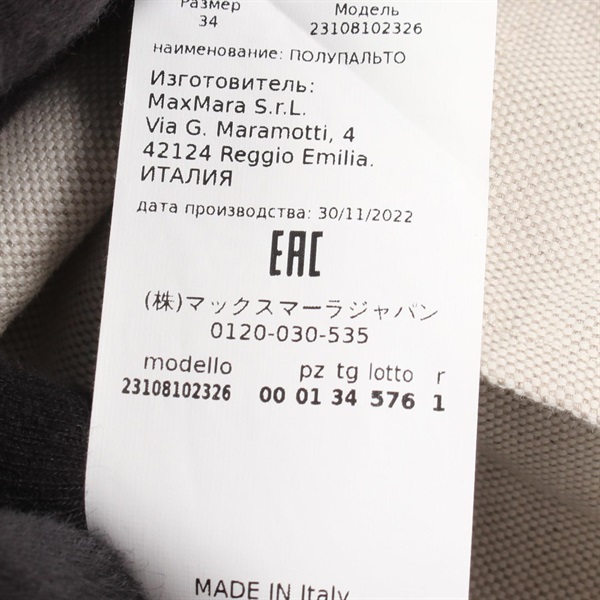 Размер Модель
34 23108102326
наименование: ПОЛУПАЛЬТО
Изготовитель:
MaxMara S.r.L.
Via G. Maramotti, 4
42124 Reggio Emilia.
ИТАЛИЯ
дата производства: 30/11/2022
EAC
(株)マックスマーラジャパン
0120-030-535
modello pz tg lotto r
23108102326 00 01 34 576 1
MADE IN Italy